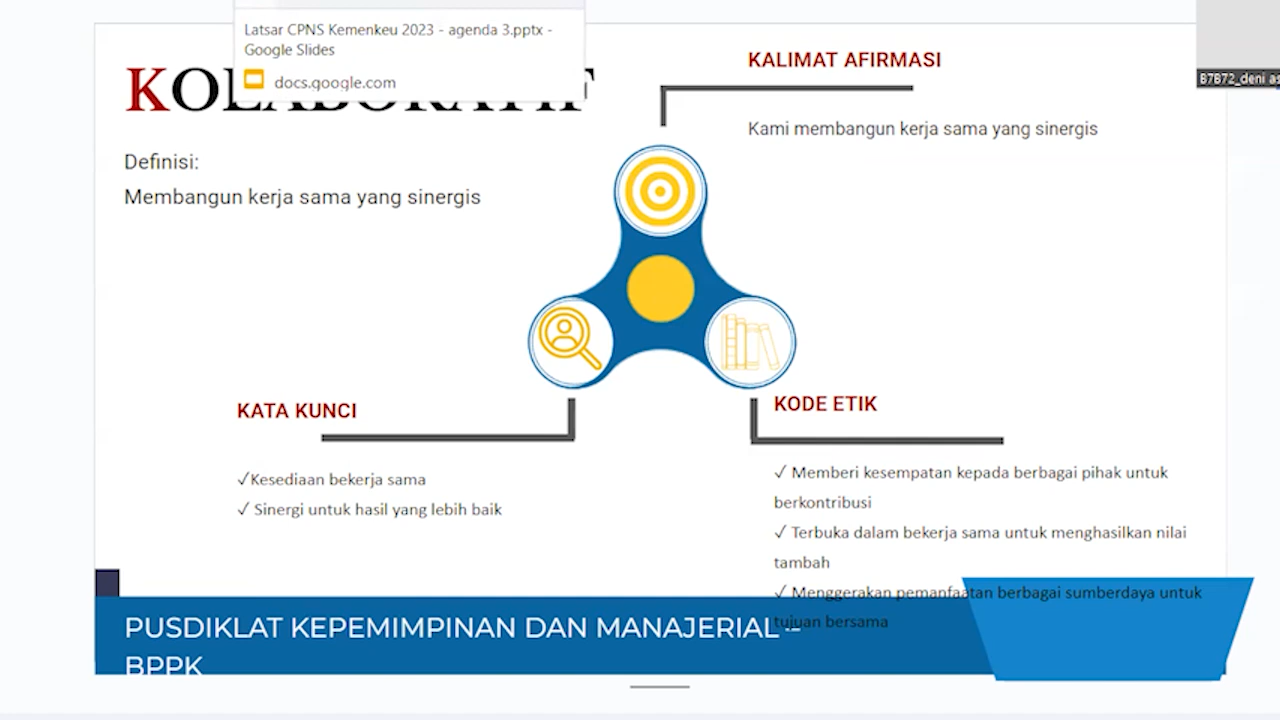 Latsar CPNS Kemenkeu 2023 - agenda 3.pptx -
Google Slides
docs.google.com
KOLABORATIF
Definisi:
Membangun kerja sama yang sinergis
KALIMAT AFIRMASI
Kami membangun kerja sama yang sinergis
B7B72_deni
KATA KUNCI
✓Kesediaan bekerja sama
✓ Sinergi untuk hasil yang lebih baik
KODE ETIK
✓ Memberi kesempatan kepada berbagai pihak untuk
berkontribusi
✓ Terbuka dalam bekerja sama untuk menghasilkan nilai
tambah
✓ Menggerakan pemanfaatan berbagai sumberdaya untuk
tujuan bersama
PUSDIKLAT KEPEMIMPINAN DAN MANAJERIAL –
BPPK